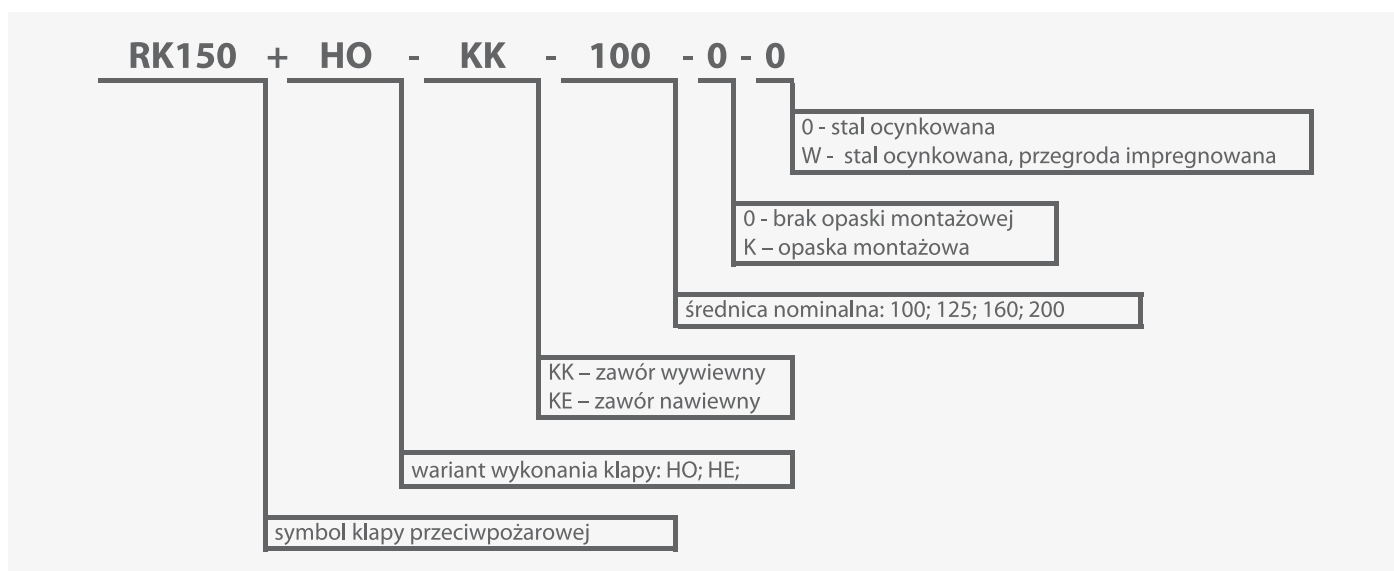 RK150 + HO - KK - 100 - 0 - 0
0 - stal ocynkowana
W - stal ocynkowana, przegroda impregnowana
0 - brak opaski montażowej
K – opaska montażowa
średnica nominalna: 100; 125; 160; 200
KK – zawór wywiewny
KE – zawór nawiewny
wariant wykonania klapy: HO; HE;
symbol klapy przeciwpożarowej